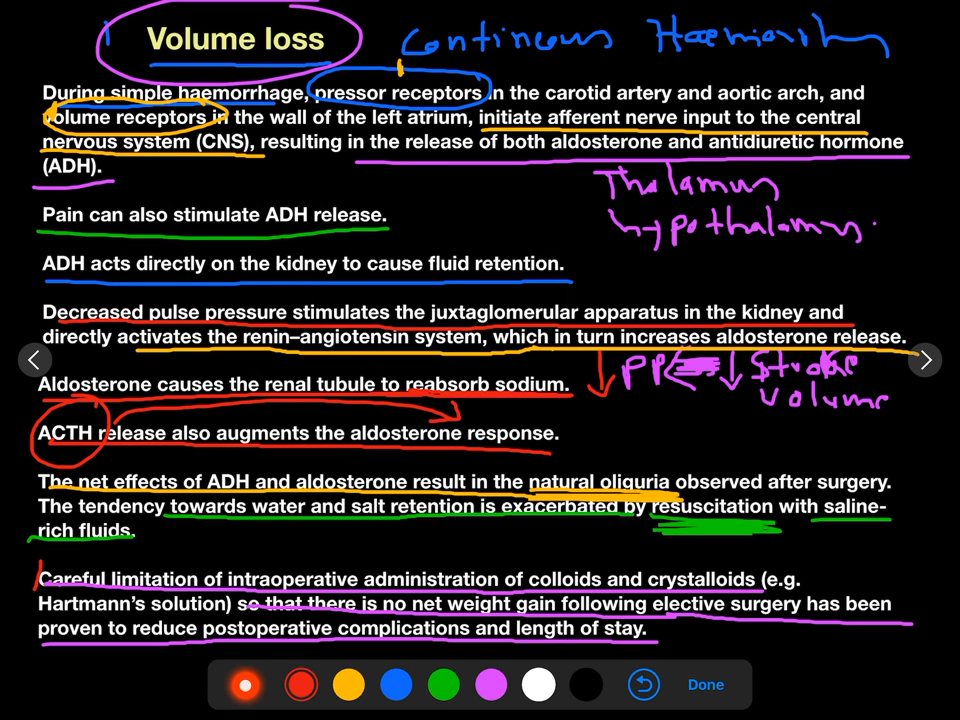 Volume loss
Contineous
During simple haemorrhage, pressor receptors in the carotid artery and aortic arch, and
volume receptors in the wall of the left atrium, initiate afferent nerve input to the central
nervous system (CNS), resulting in the release of both aldosterone and antidiuretic hormone
(ADH).
Thalamus
hypothalamus.
Pain can also stimulate ADH release.
ADH acts directly on the kidney to cause fluid retention.
Decreased pulse pressure stimulates the juxtaglomerular apparatus in the kidney and
directly activates the renin–angiotensin system, which in turn increases aldosterone release.
↓ PP ↓ Stroke
volume
Aldosterone causes the renal tubule to reabsorb sodium.
ACTH release also augments the aldosterone response.
The net effects of ADH and aldosterone result in the natural oliguria observed after surgery.
The tendency towards water and salt retention is exacerbated by resuscitation with saline-
rich fluids.
Careful limitation of intraoperative administration of colloids and crystalloids (e.g.
Hartmann’s solution) so that there is no net weight gain following elective surgery has been
proven to reduce postoperative complications and length of stay.
Done